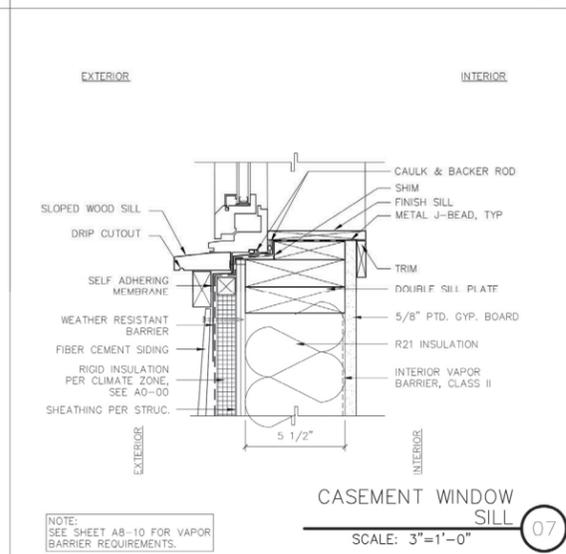 EXTERIOR
INTERIOR
CAULK & BACKER ROD
SHIM
FINISH SILL
METAL J-BEAD, TYP
SLOPED WOOD SILL
DRIP CUTOUT
SELF ADHERING
MEMBRANE
TRIM
DOUBLE SILL PLATE
WEATHER RESISTANT
BARRIER
5/8" PTD. GYP. BOARD
FIBER CEMENT SIDING
R21 INSULATION
RIGID INSULATION
PER CLIMATE ZONE,
SEE A0-00
INTERIOR VAPOR
BARRIER, CLASS II
SHEATHING PER STRUC.
5 1/2"
EXTERIOR
INTERIOR
CASEMENT WINDOW
SILL
07
SCALE: 3"=1'-0"
NOTE:
SEE SHEET A8-10 FOR VAPOR
BARRIER REQUIREMENTS.